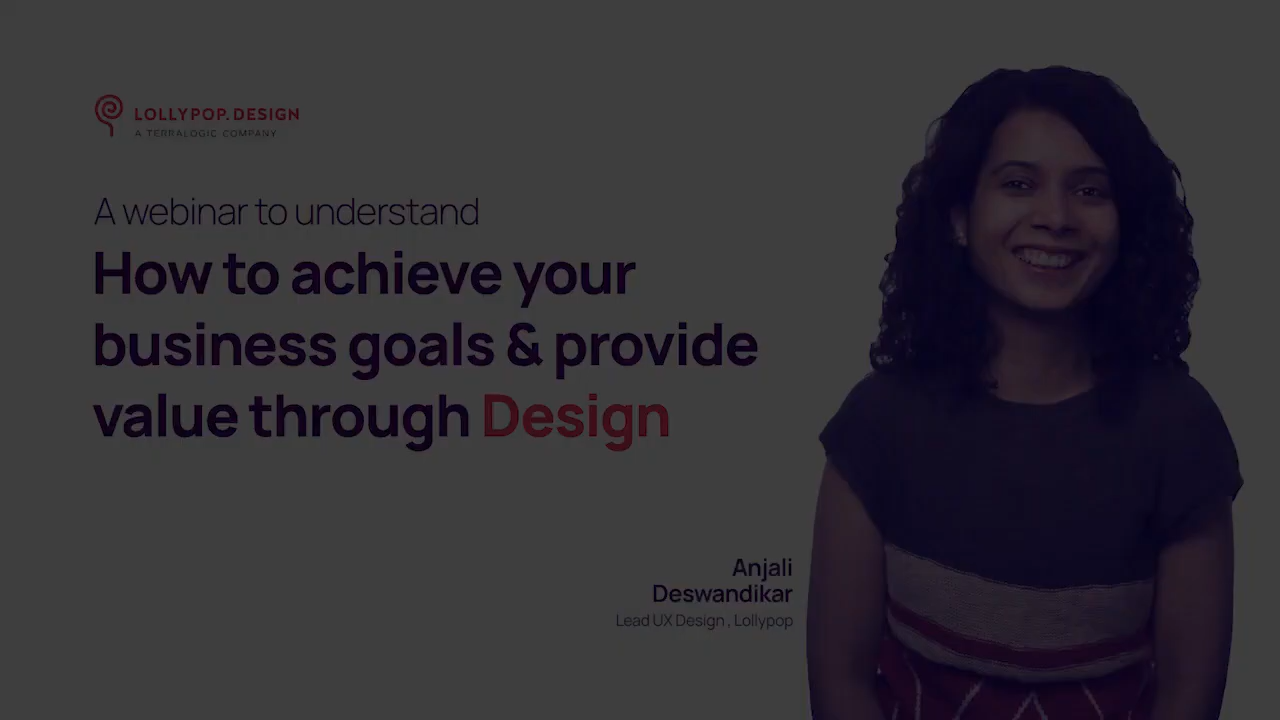 LOLLYPOP.DESIGN
A TERRALOGIC COMPANY
A webinar to understand
How to achieve your
business goals & provide
value through Design
Anjali
Deswandikar
Lead UX Design , Lollypop